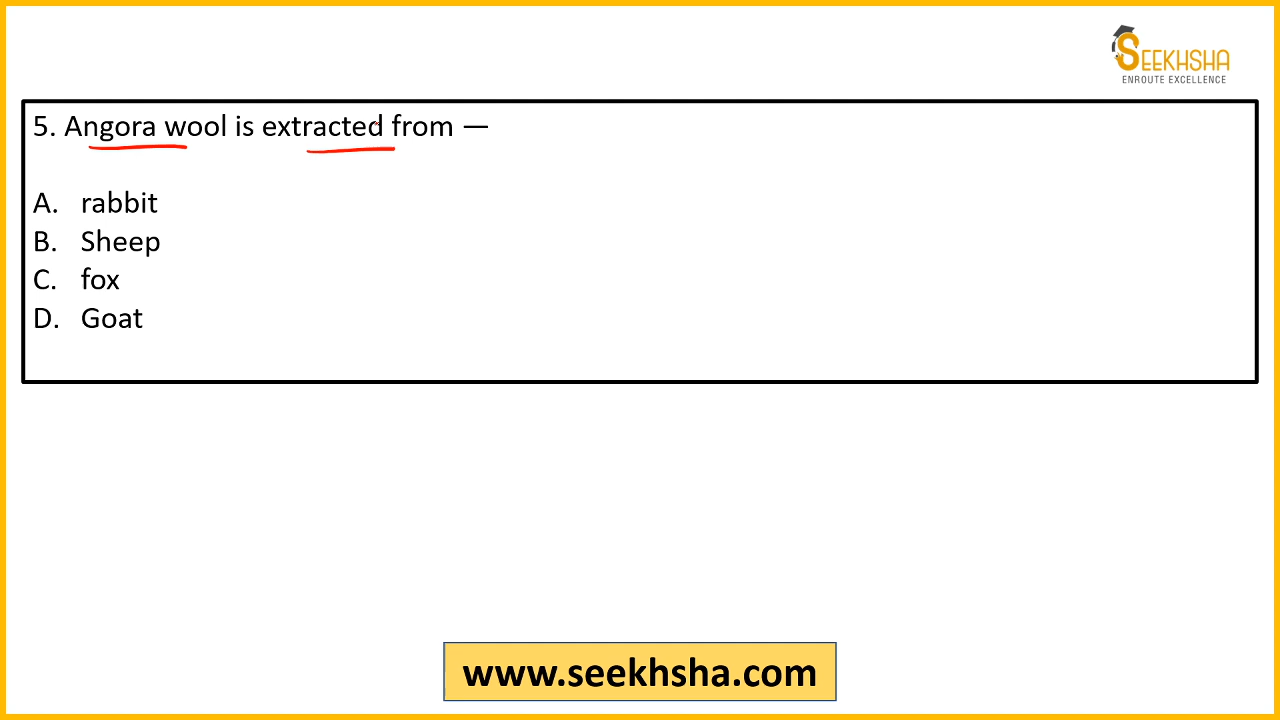 SEEKHSHA
ENROUTE EXCELLENCE
5. Angora wool is extracted from —
A. rabbit
B. Sheep
C. fox
D. Goat
www.seekhsha.com